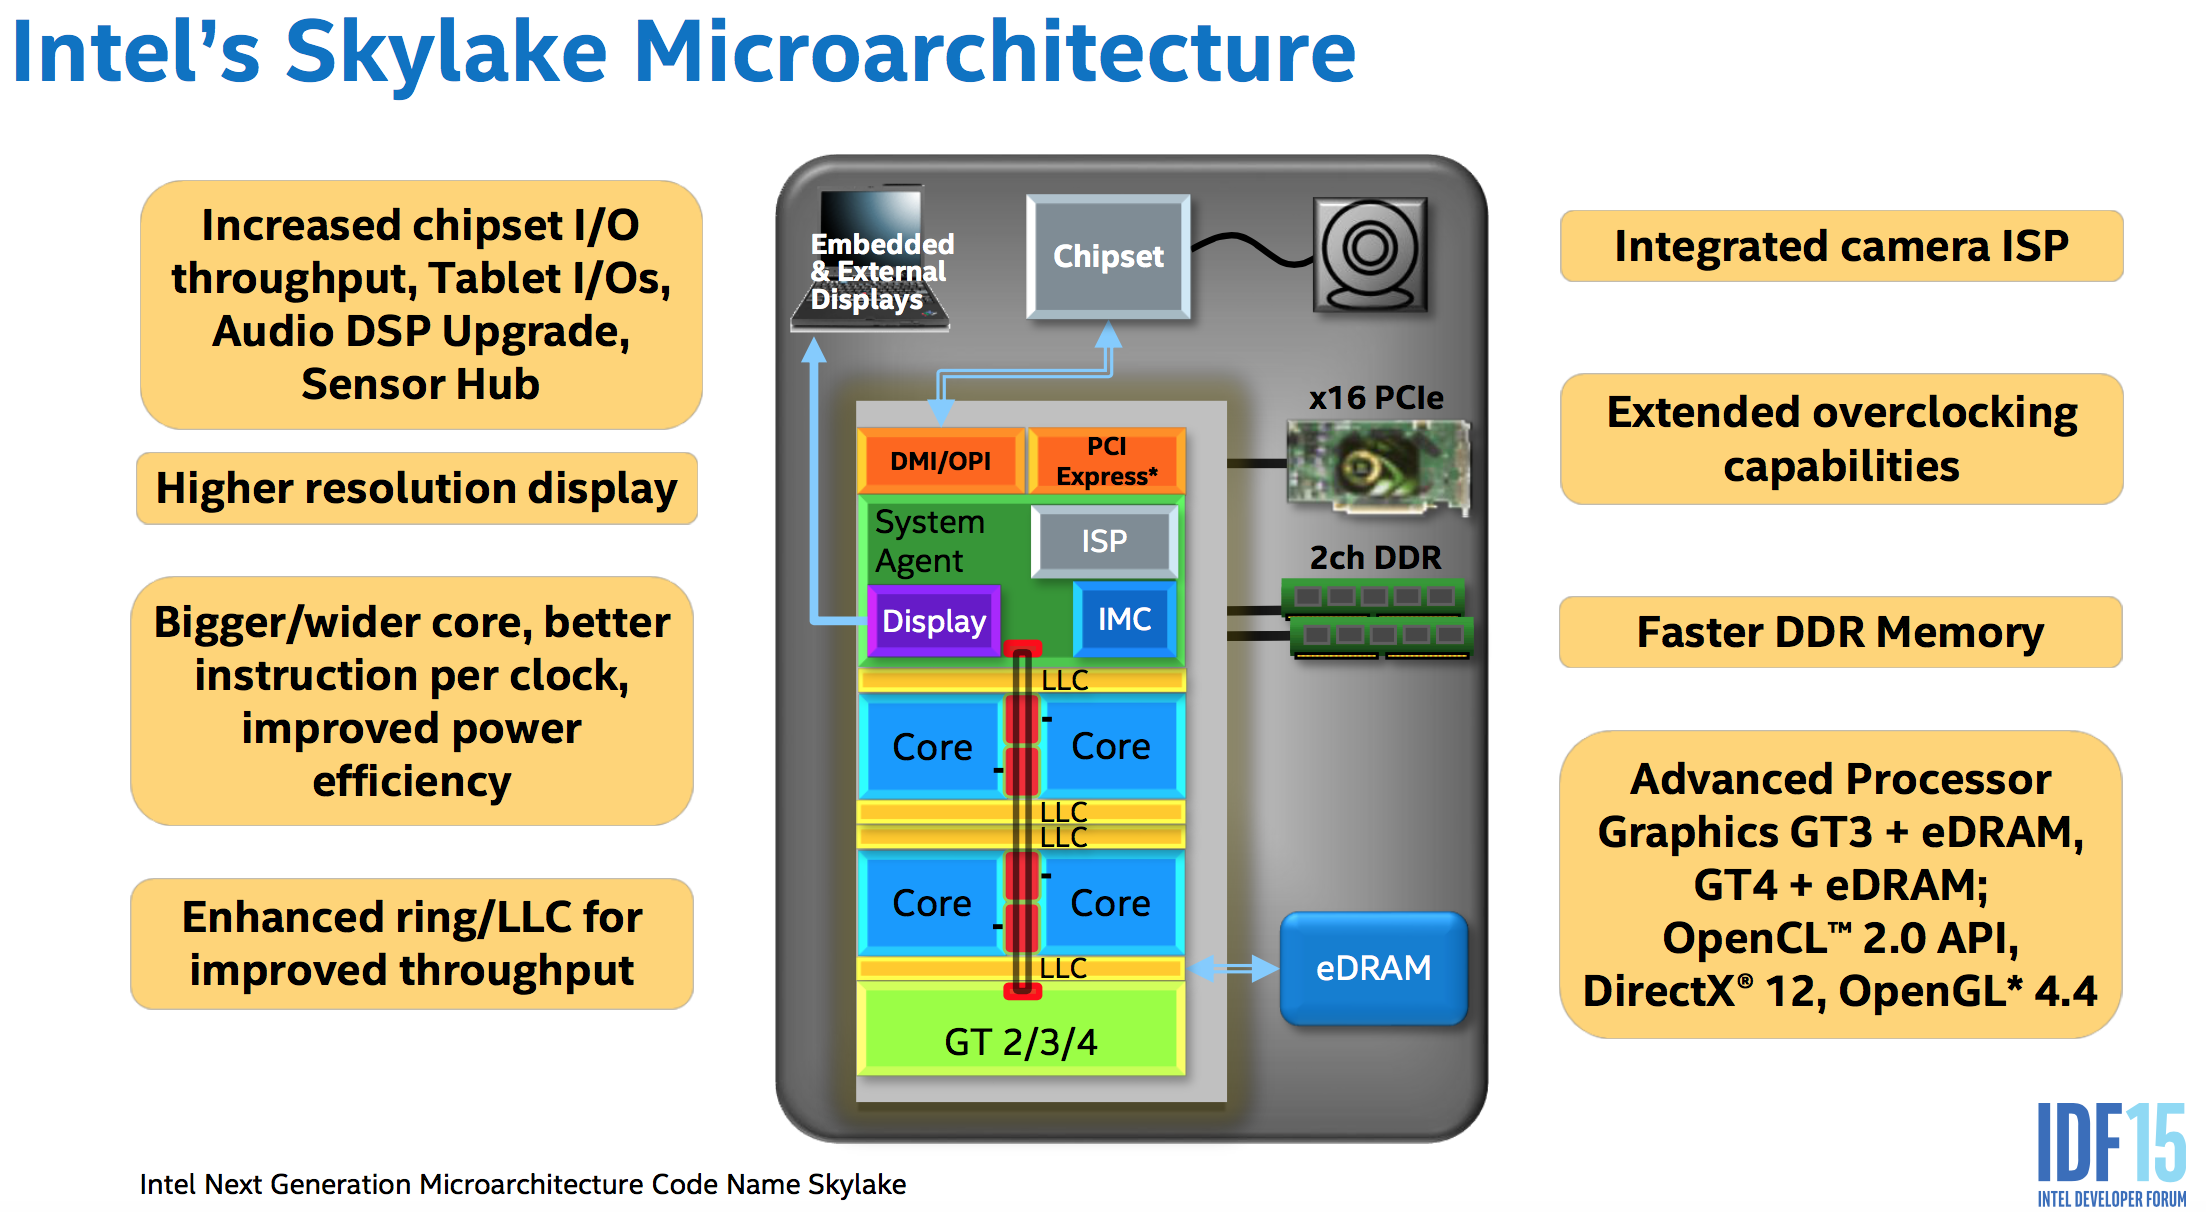 Intel’s Skylake Microarchitecture
Increased chipset I/O
throughput, Tablet I/Os,
Audio DSP Upgrade,
Sensor Hub
Higher resolution display
Bigger/wider core, better
instruction per clock,
improved power
efficiency
Enhanced ring/LLC for
improved throughput
Embedded
& External
Displays
Chipset
x16 PCIe
2ch DDR
DMI/OPI
PCI
Express*
System
Agent
ISP
Display
IMC
LLC
Core
Core
LLC
LLC
Core
Core
LLC
eDRAM
GT 2/3/4
Integrated camera ISP
Extended overclocking
capabilities
Faster DDR Memory
Advanced Processor
Graphics GT3 + eDRAM,
GT4 + eDRAM;
OpenCL™ 2.0 API,
DirectX® 12, OpenGL* 4.4
Intel Next Generation Microarchitecture Code Name Skylake
IDF15
INTEL DEVELOPER FORUM